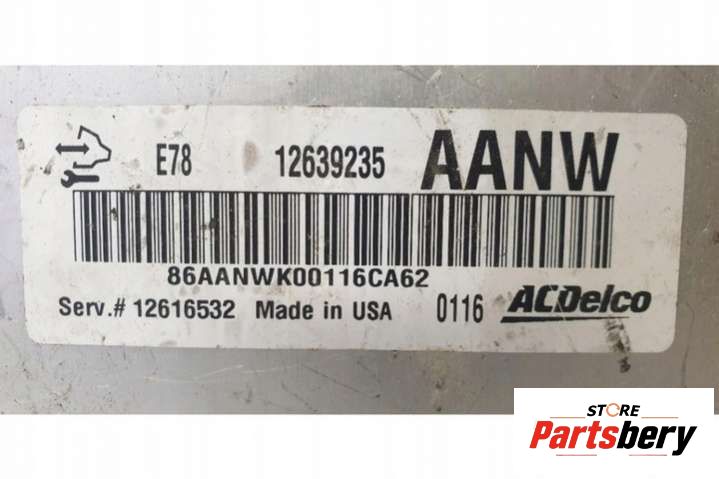 E78 12639235 AANW
86AANWK00116CA62
Serv.# 12616532 Made in USA 0116 ACDelco
STORE
Partsbery